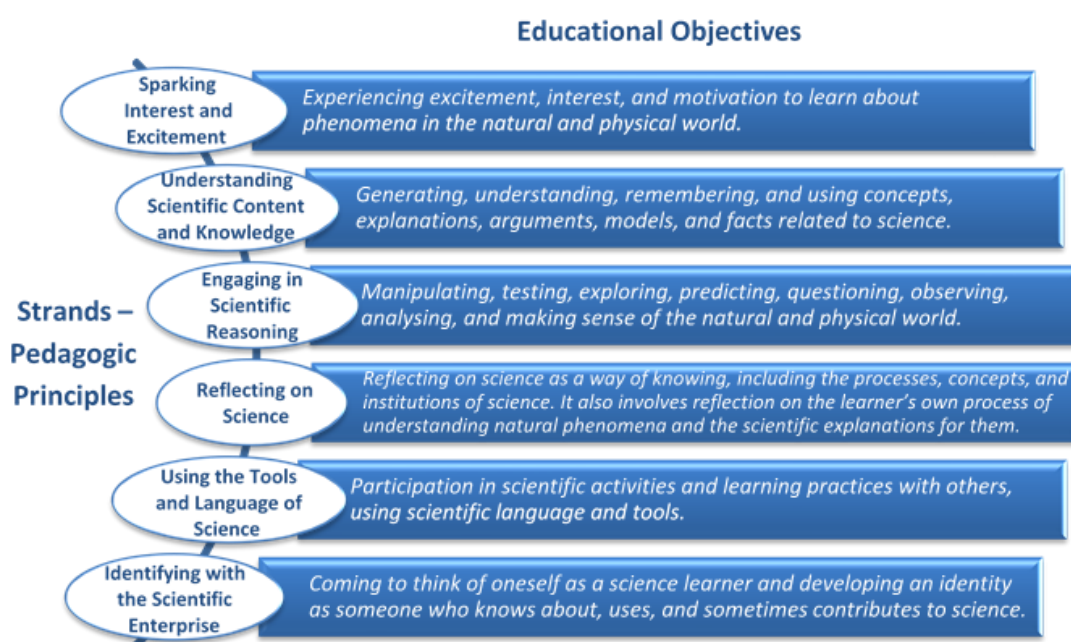 Educational Objectives
Sparking
Interest and
Excitement
Experiencing excitement, interest, and motivation to learn about
phenomena in the natural and physical world.
Understanding
Scientific Content
and Knowledge
Generating, understanding, remembering, and using concepts,
explanations, arguments, models, and facts related to science.
Strands –
Pedagogic
Principles
Engaging in
Scientific
Reasoning
Manipulating, testing, exploring, predicting, questioning, observing,
analysing, and making sense of the natural and physical world.
Reflecting on
Science
Reflecting on science as a way of knowing, including the processes, concepts, and
institutions of science. It also involves reflection on the learner's own process of
understanding natural phenomena and the scientific explanations for them.
Using the Tools
and Language of
Science
Participation in scientific activities and learning practices with others,
using scientific language and tools.
Identifying with
the Scientific
Enterprise
Coming to think of oneself as a science learner and developing an identity
as someone who knows about, uses, and sometimes contributes to science.